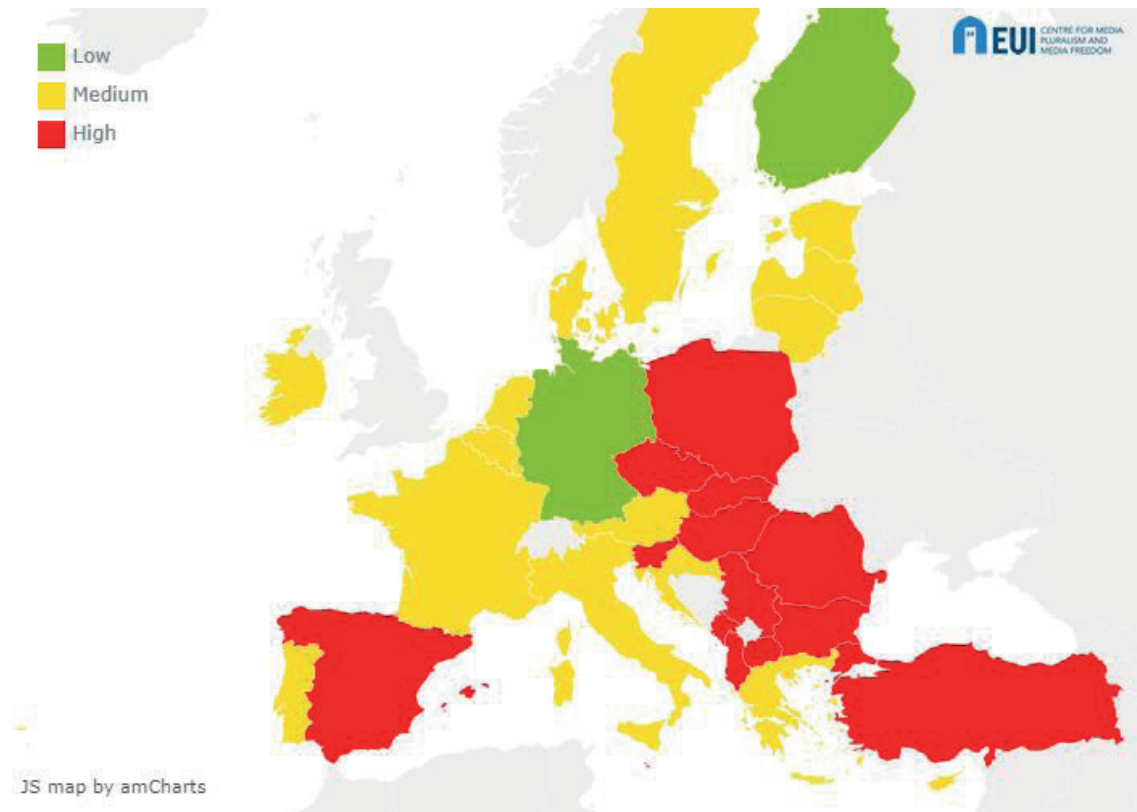 Low
Medium
High
EUI
CENTRE FOR MEDIA
PLURALISM AND
MEDIA FREEDOM
JS map by amCharts